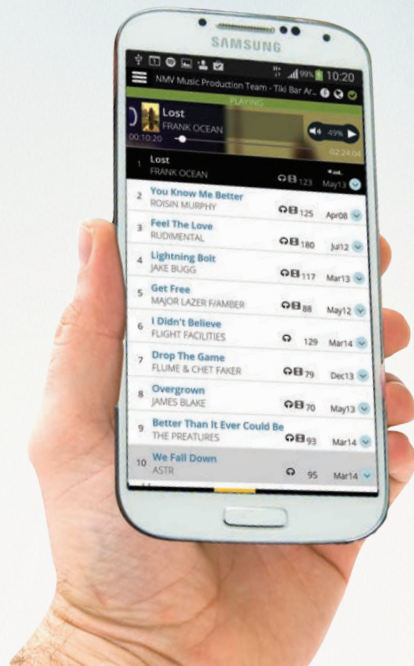 SAMSUNG
99% 10:20
NMV Music Production Team - Tiki Bar Ar..
PLAYING
Lost
FRANK OCEAN
49%
00:10:20
02:24:04
1 Lost
FRANK OCEAN 123 May13
2 You Know Me Better
ROISIN MURPHY 125 Apr08
3 Feel The Love
RUDIMENTAL 180 Jul12
4 Lightning Bolt
JAKE BUGG 117 Mar13
5 Get Free
MAJOR LAZER F/AMBER 88 May12
6 I Didn't Believe
FLIGHT FACILITIES 129 Mar14
7 Drop The Game
FLUME & CHET FAKER 79 Dec13
8 Overgrown
JAMES BLAKE 70 May13
9 Better Than It Ever Could Be
THE PREATURES 93 Mar14
10 We Fall Down
ASTR 95 Mar14